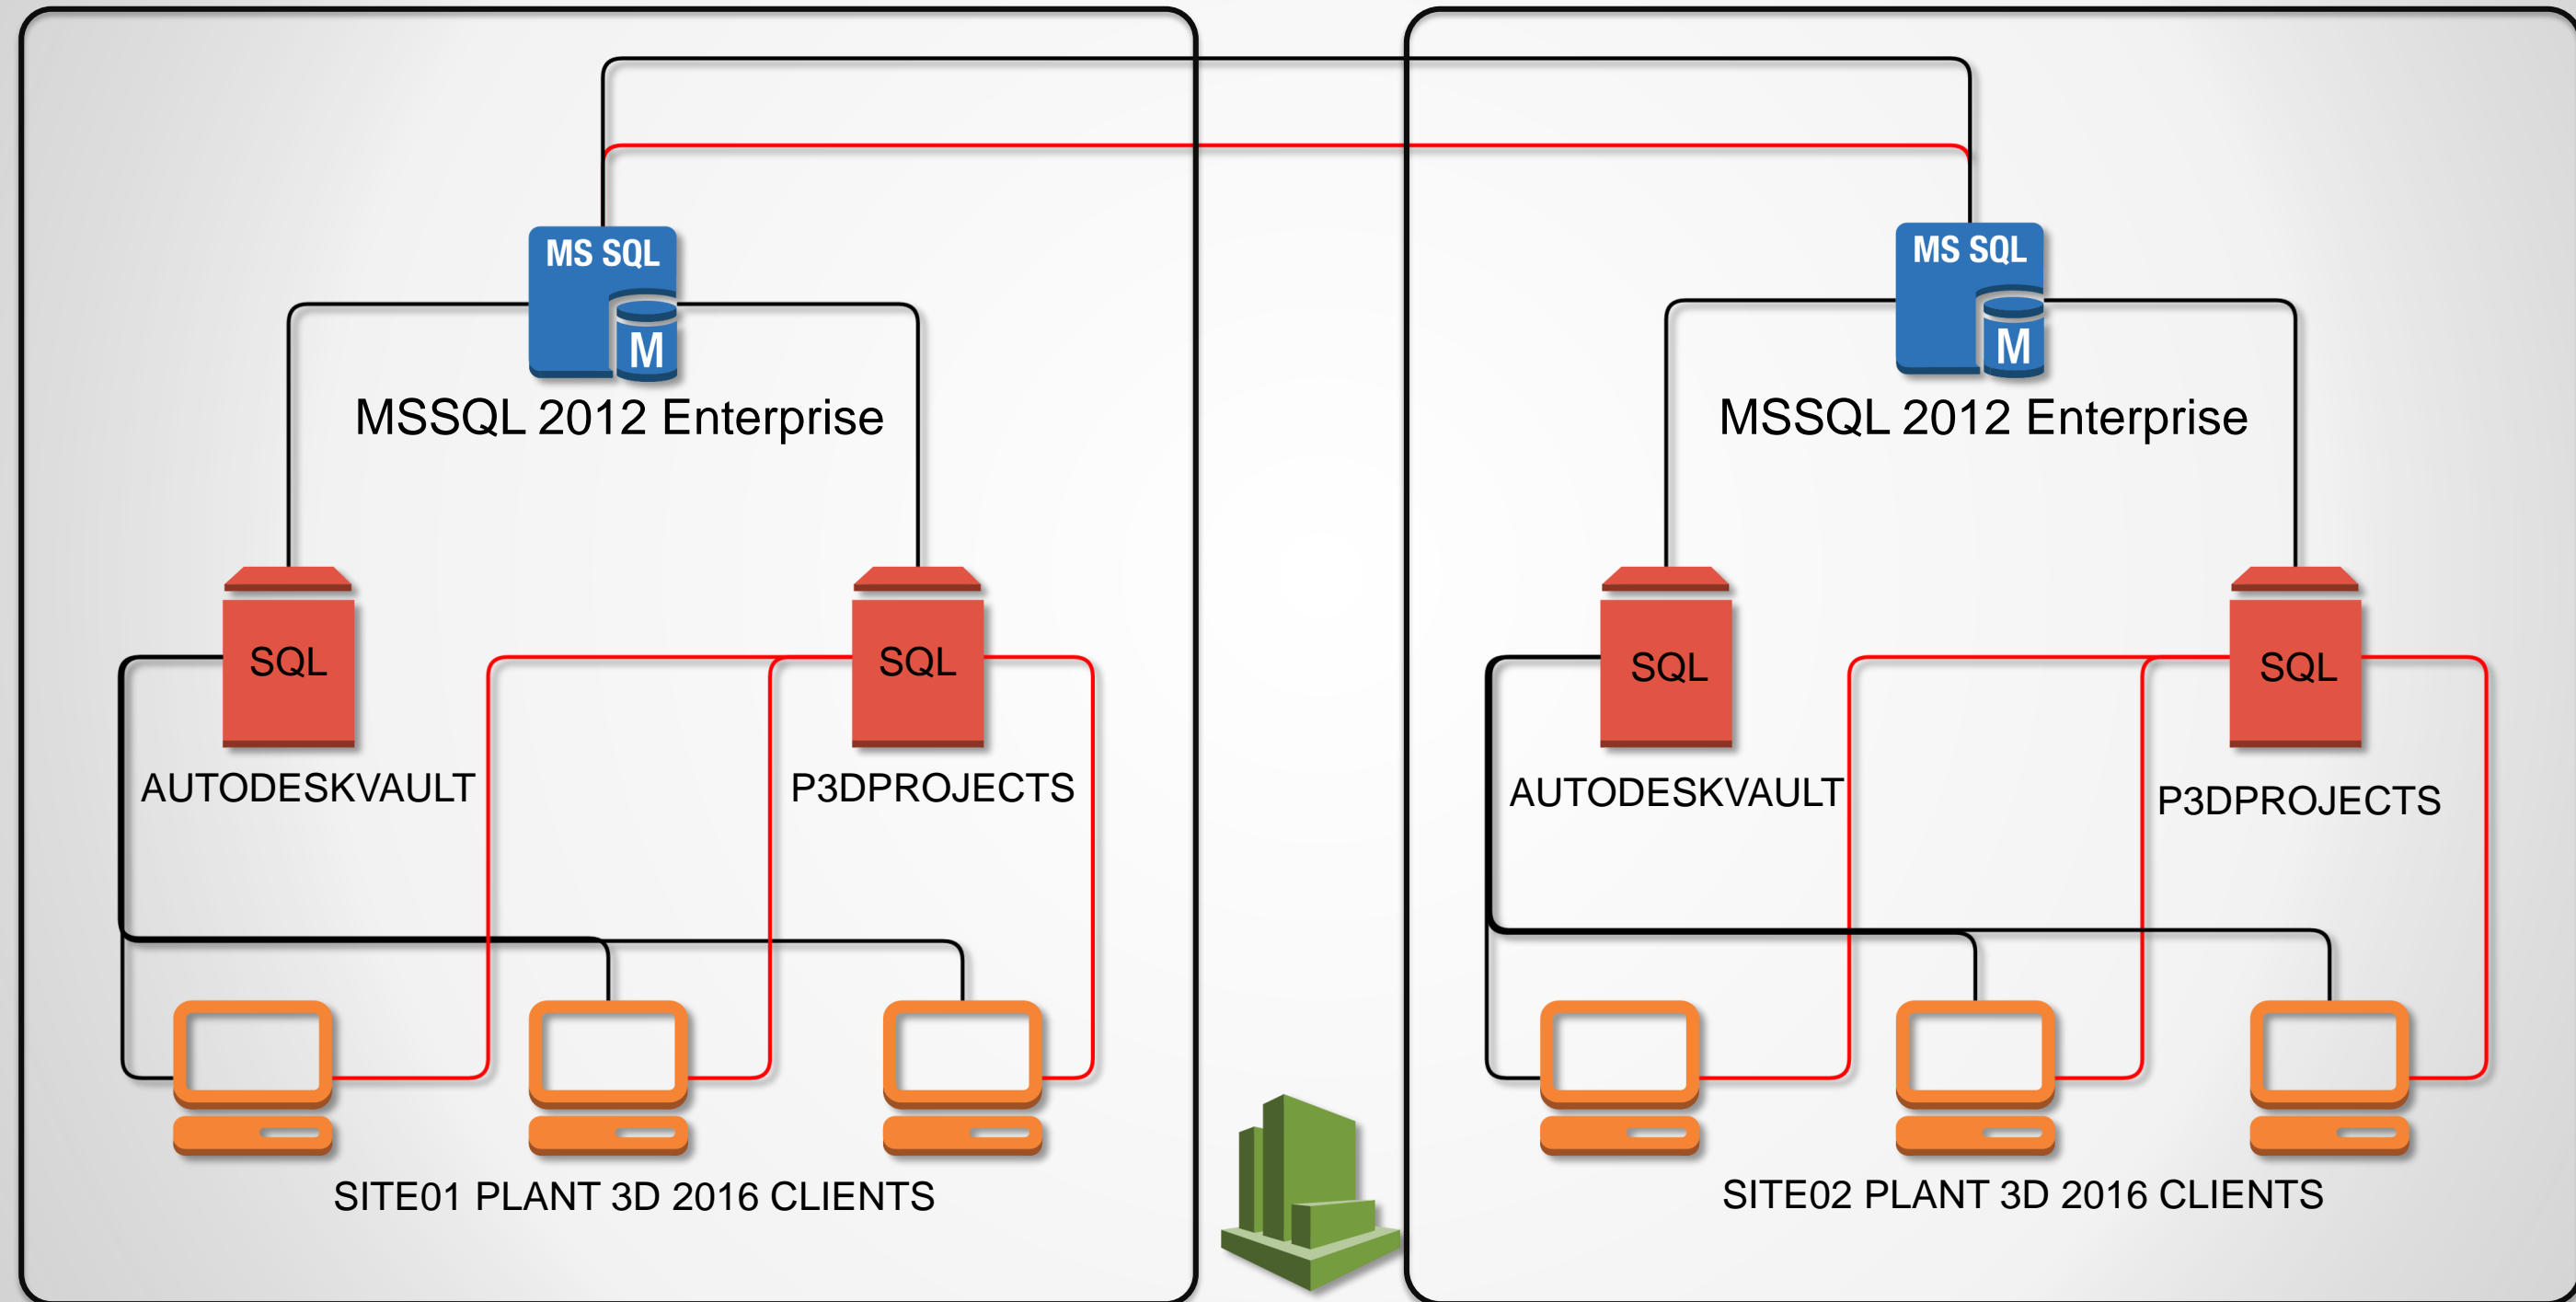 MS SQL
M
MSSQL 2012 Enterprise
SQL
SQL
AUTODESKVAULT
P3DPROJECTS
SITE01 PLANT 3D 2016 CLIENTS
MS SQL
M
MSSQL 2012 Enterprise
SQL
SQL
AUTODESKVAULT
P3DPROJECTS
SITE02 PLANT 3D 2016 CLIENTS